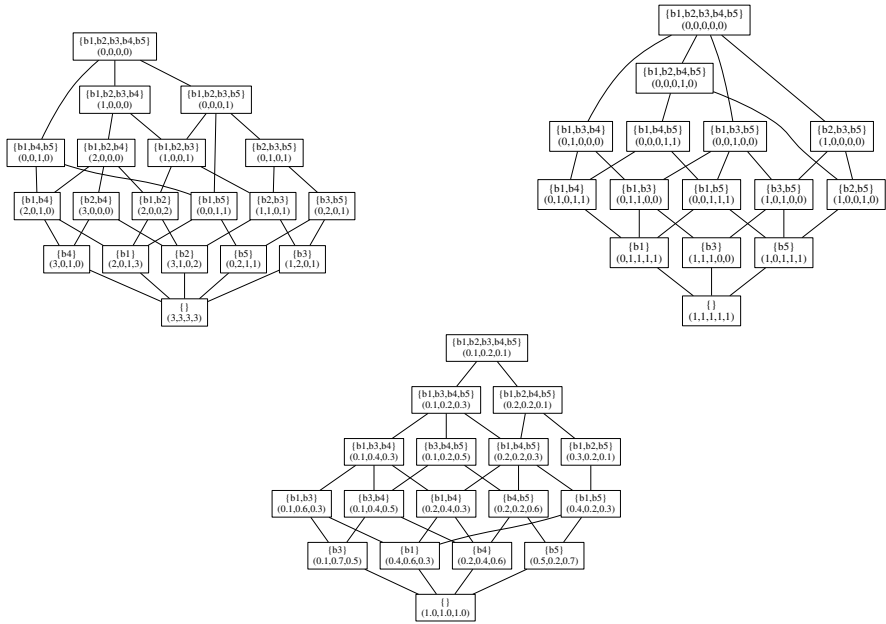 {b1,b2,b3,b4,b5}
(0,0,0,0)
{b1,b2,b3,b4}
(1,0,0,0)
{b1,b2,b3,b5}
(0,0,0,1)
{b1,b4,b5}
(0,0,1,0)
{b1,b2,b4}
(2,0,0,0)
{b1,b2,b3}
(1,0,0,1)
{b2,b3,b5}
(0,1,0,1)
{b1,b4}
(2,0,1,0)
{b2,b4}
(3,0,0,0)
{b1,b2}
(2,0,0,2)
{b1,b5}
(0,0,1,1)
{b2,b3}
(1,1,0,1)
{b3,b5}
(0,2,0,1)
{b4}
(3,0,1,0)
{b1}
(2,0,1,3)
{b2}
(3,1,0,2)
{b5}
(0,2,1,1)
{b3}
(1,2,0,1)
{}
(3,3,3,3)
{b1,b2,b3,b4,b5}
(0,0,0,0,0)
{b1,b2,b4,b5}
(0,0,0,1,0)
{b1,b3,b4}
(0,1,0,0,0)
{b1,b4,b5}
(0,0,0,1,1)
{b1,b3,b5}
(0,0,1,0,0)
{b2,b3,b5}
(1,0,0,0,0)
{b1,b4}
(0,1,0,1,1)
{b1,b3}
(0,1,1,0,0)
{b1,b5}
(0,0,1,1,1)
{b3,b5}
(1,0,1,0,0)
{b2,b5}
(1,0,0,1,0)
{b1}
(0,1,1,1,1)
{b3}
(1,1,1,0,0)
{b5}
(1,0,1,1,1)
{}
(1,1,1,1,1)
{b1,b2,b3,b4,b5}
(0.1,0.2,0.1)
{b1,b3,b4,b5}
(0.1,0.2,0.3)
{b1,b2,b4,b5}
(0.2,0.2,0.1)
{b1,b3,b4}
(0.1,0.4,0.3)
{b3,b4,b5}
(0.1,0.2,0.5)
{b1,b4,b5}
(0.2,0.2,0.3)
{b1,b2,b5}
(0.3,0.2,0.1)
{b1,b3}
(0.1,0.6,0.3)
{b3,b4}
(0.1,0.4,0.5)
{b1,b4}
(0.2,0.4,0.3)
{b4,b5}
(0.2,0.2,0.6)
{b1,b5}
(0.4,0.2,0.3)
{b3}
(0.1,0.7,0.5)
{b1}
(0.4,0.6,0.3)
{b4}
(0.2,0.4,0.6)
{b5}
(0.5,0.2,0.7)
{}
(1.0,1.0,1.0)